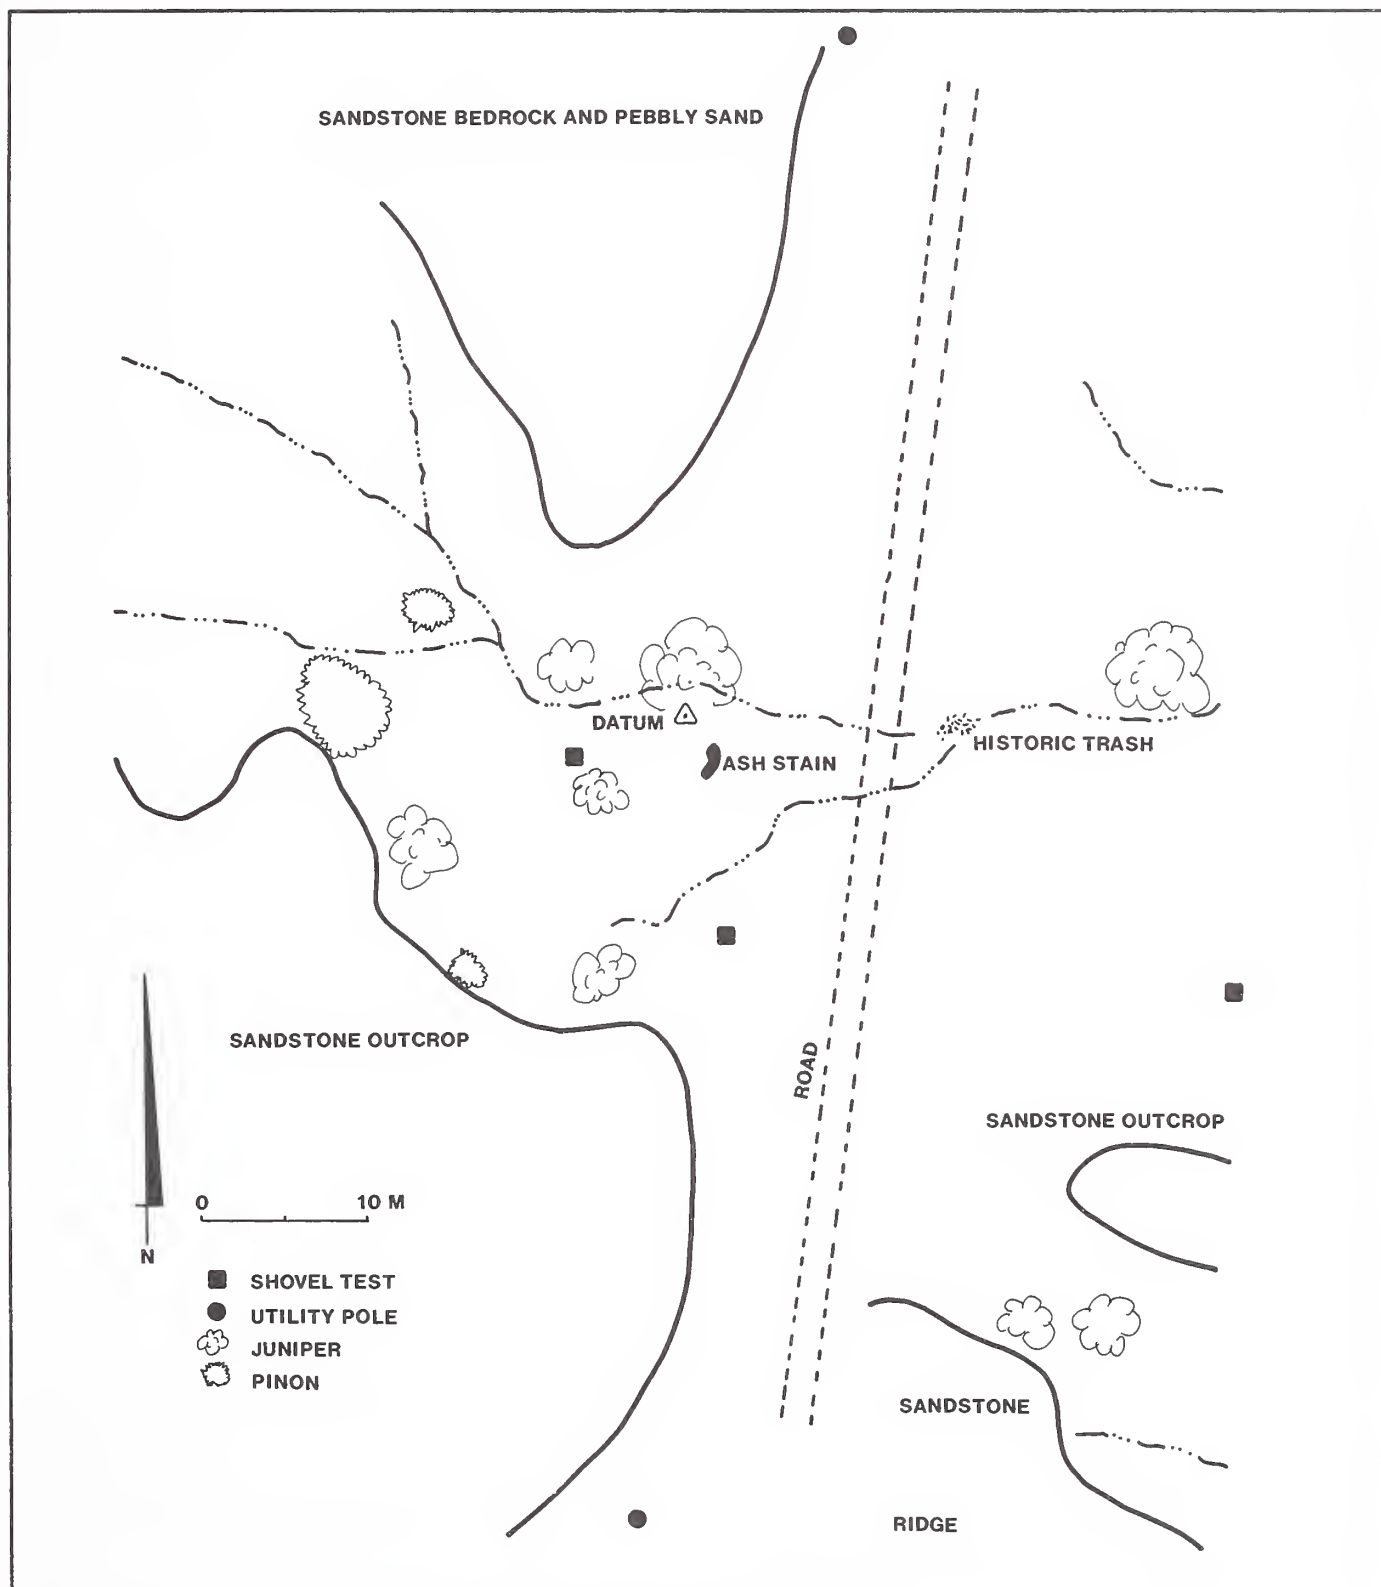 SANDSTONE BEDROCK AND PEBBLY SAND
DATUM
HISTORIC TRASH
ASH STAIN
SANDSTONE OUTCROP
ROAD
SANDSTONE OUTCROP
0 10 M
N
SHOVEL TEST
UTILITY POLE
JUNIPER
PINON
SANDSTONE
RIDGE